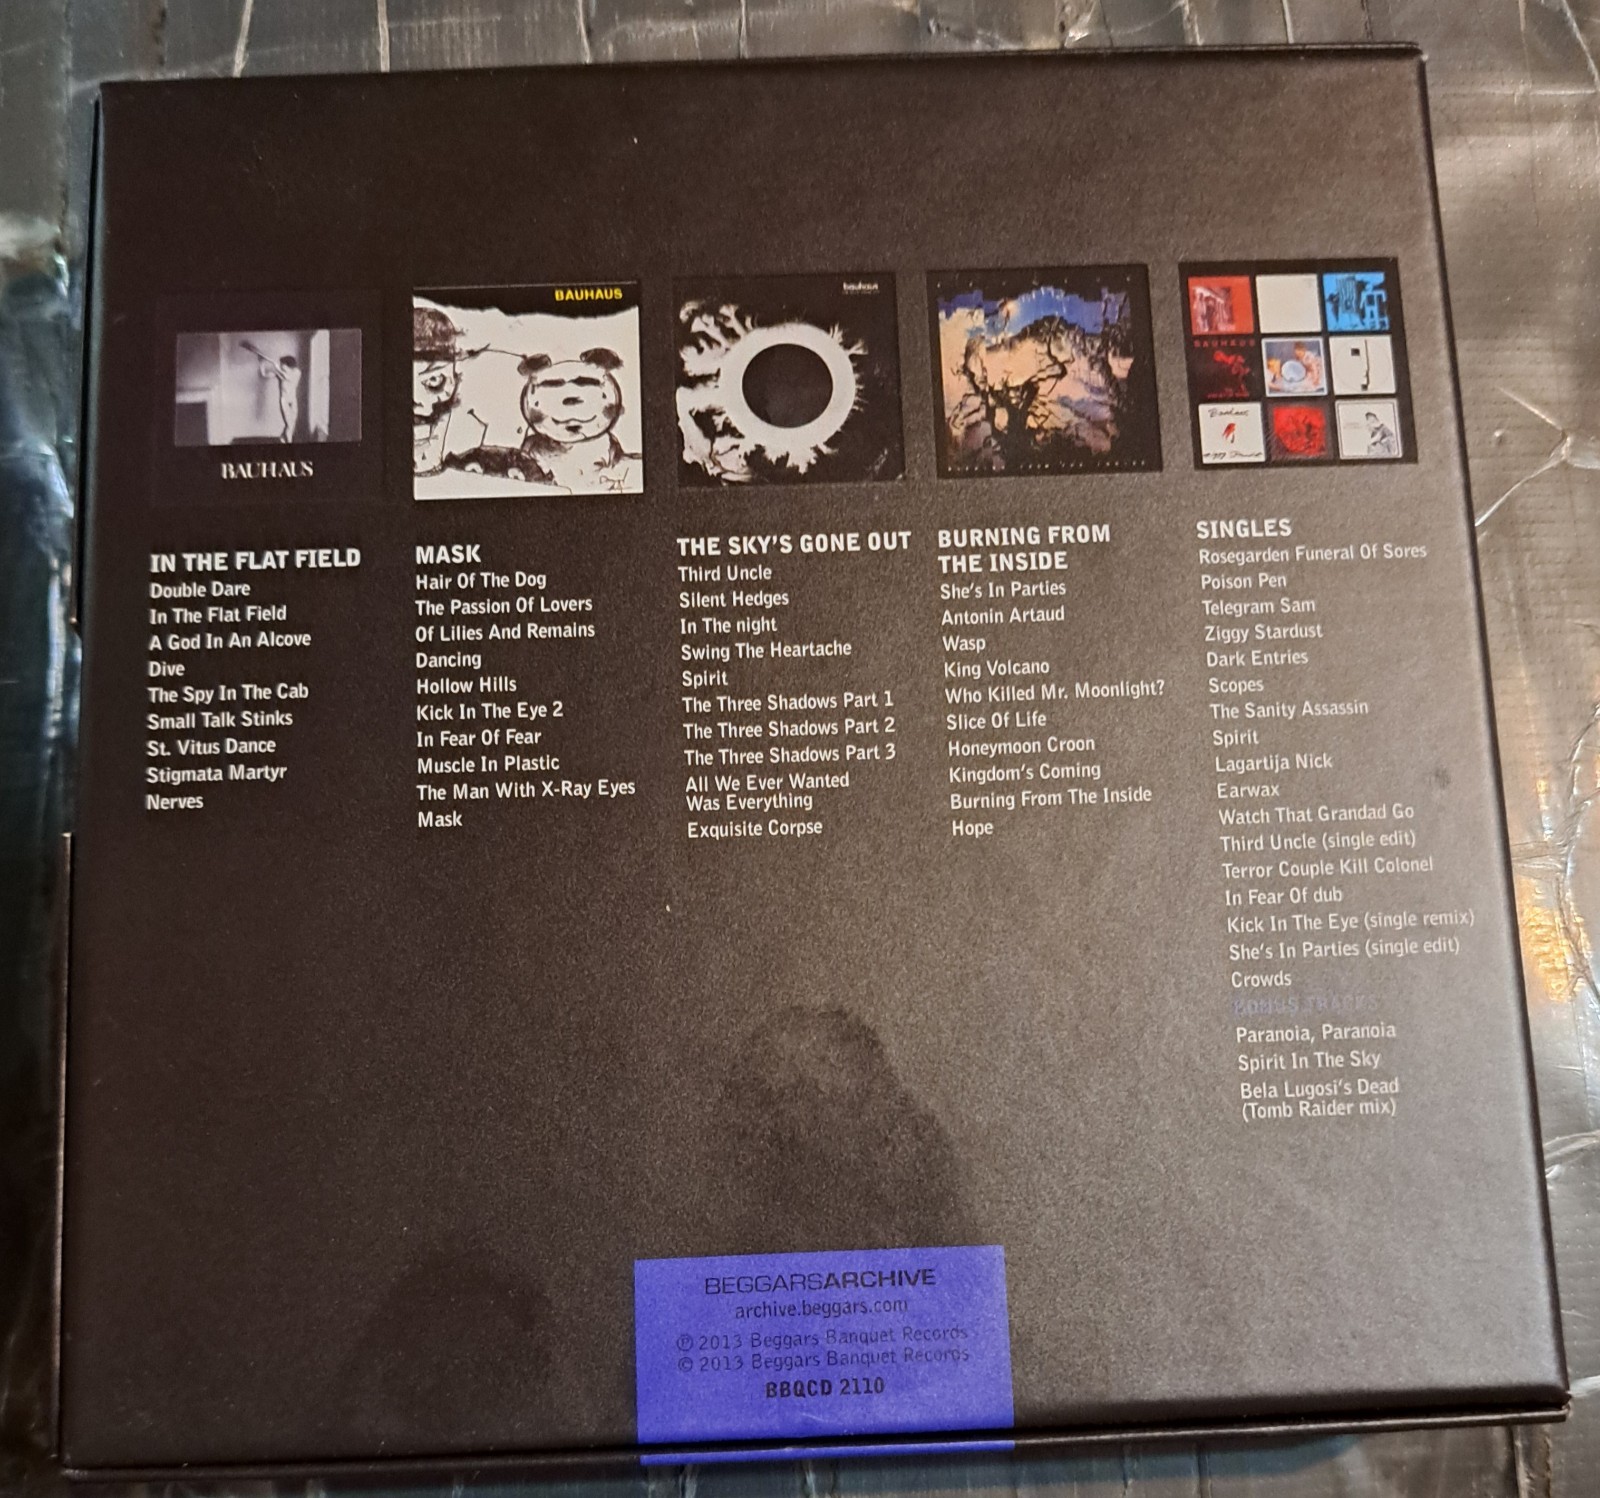 BAUHAUS
IN THE FLAT FIELD
Double Dare
In The Flat Field
A God In An Alcove
Dive
The Spy In The Cab
Small Talk Stinks
St. Vitus Dance
Stigmata Martyr
Nerves
BAUHAUS
MASK
Hair Of The Dog
The Passion Of Lovers
Of Lilies And Remains
Dancing
Hollow Hills
Kick In The Eye 2
In Fear Of Fear
Muscle In Plastic
The Man With X-Ray Eyes
Mask
bauhaus
THE SKY'S GONE OUT
Third Uncle
Silent Hedges
In The night
Swing The Heartache
Spirit
The Three Shadows Part 1
The Three Shadows Part 2
The Three Shadows Part 3
All We Ever Wanted
Was Everything
Exquisite Corpse
BURNING FROM THE INSIDE
BURNING FROM
THE INSIDE
She's In Parties
Antonin Artaud
Wasp
King Volcano
Who Killed Mr. Moonlight?
Slice Of Life
Honeymoon Croon
Kingdom's Coming
Burning From The Inside
Hope
BAUHAUS
Bauhaus
SINGLES
Rosegarden Funeral Of Sores
Poison Pen
Telegram Sam
Ziggy Stardust
Dark Entries
Scopes
The Sanity Assassin
Spirit
Lagartija Nick
Earwax
Watch That Grandad Go
Third Uncle (single edit)
Terror Couple Kill Colonel
In Fear Of dub
Kick In The Eye (single remix)
She's In Parties (single edit)
Crowds
BONUS TRACKS
Paranoia, Paranoia
Spirit In The Sky
Bela Lugosi's Dead
(Tomb Raider mix)
BEGGARSARCHIVE
archive.beggars.com
℗ 2013 Beggars Banquet Records
© 2013 Beggars Banquet Records
BBQCD 2110